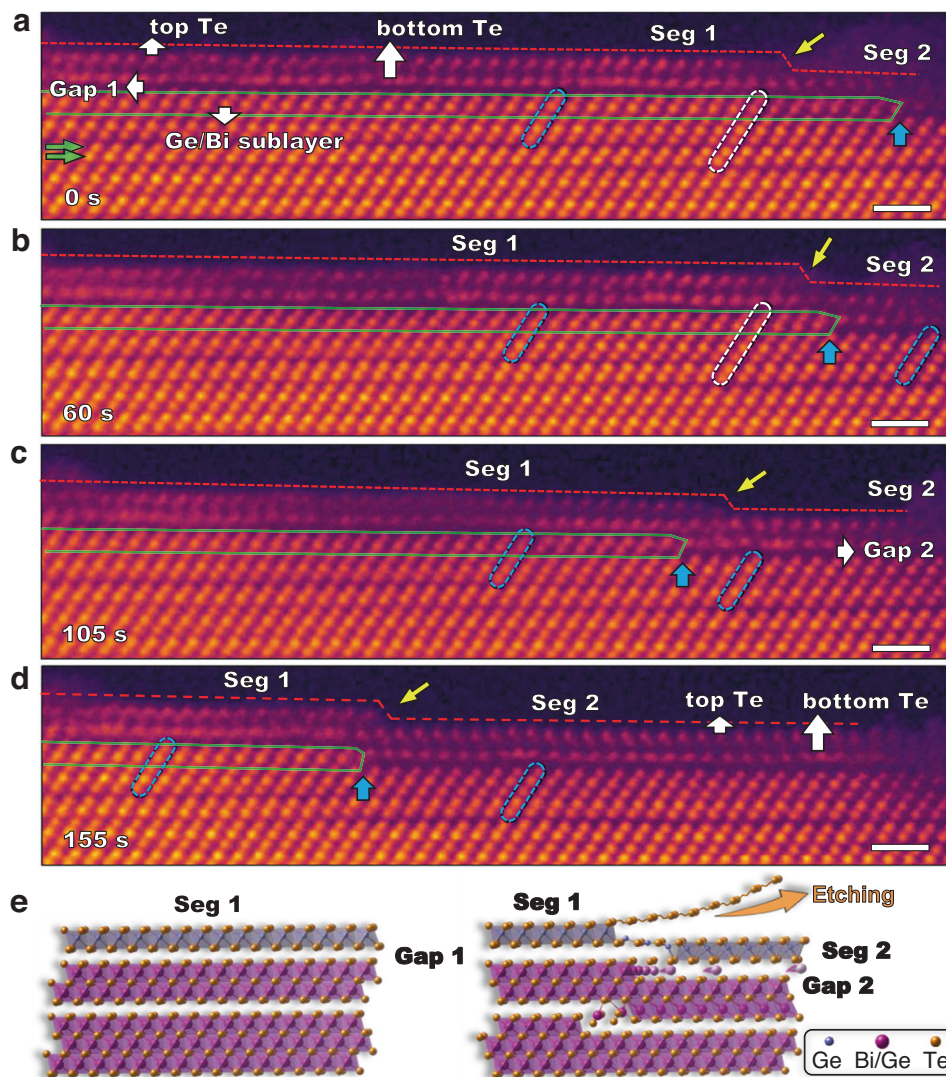 a
top Te
bottom Te
Seg 1
Seg 2
Gap 1
Ge/Bi sublayer
0 s
b
Seg 1
Seg 2
60 s
c
Seg 1
Seg 2
Gap 2
105 s
d
Seg 1
Seg 2
top Te
bottom Te
155 s
e
Seg 1
Gap 1
Seg 1
Etching
Seg 2
Gap 2
Ge Bi/Ge Te